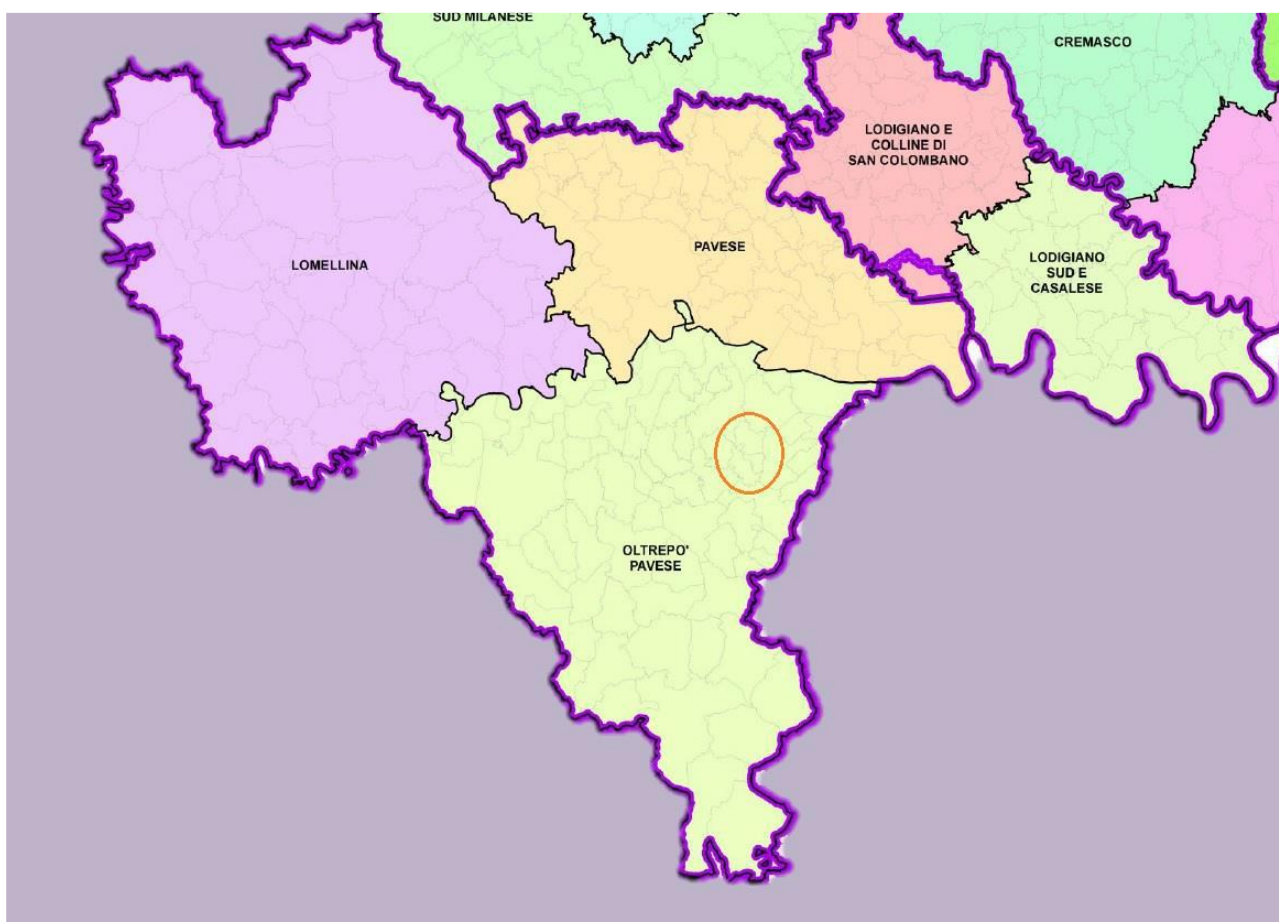 SUD MILANESE
CREMASCO
LODIGIANO E
COLLINE DI
SAN COLOMBANO
PAVESE
LOMELLINA
LODIGIANO
SUD E
CASALESE
OLTREPO'
PAVESE